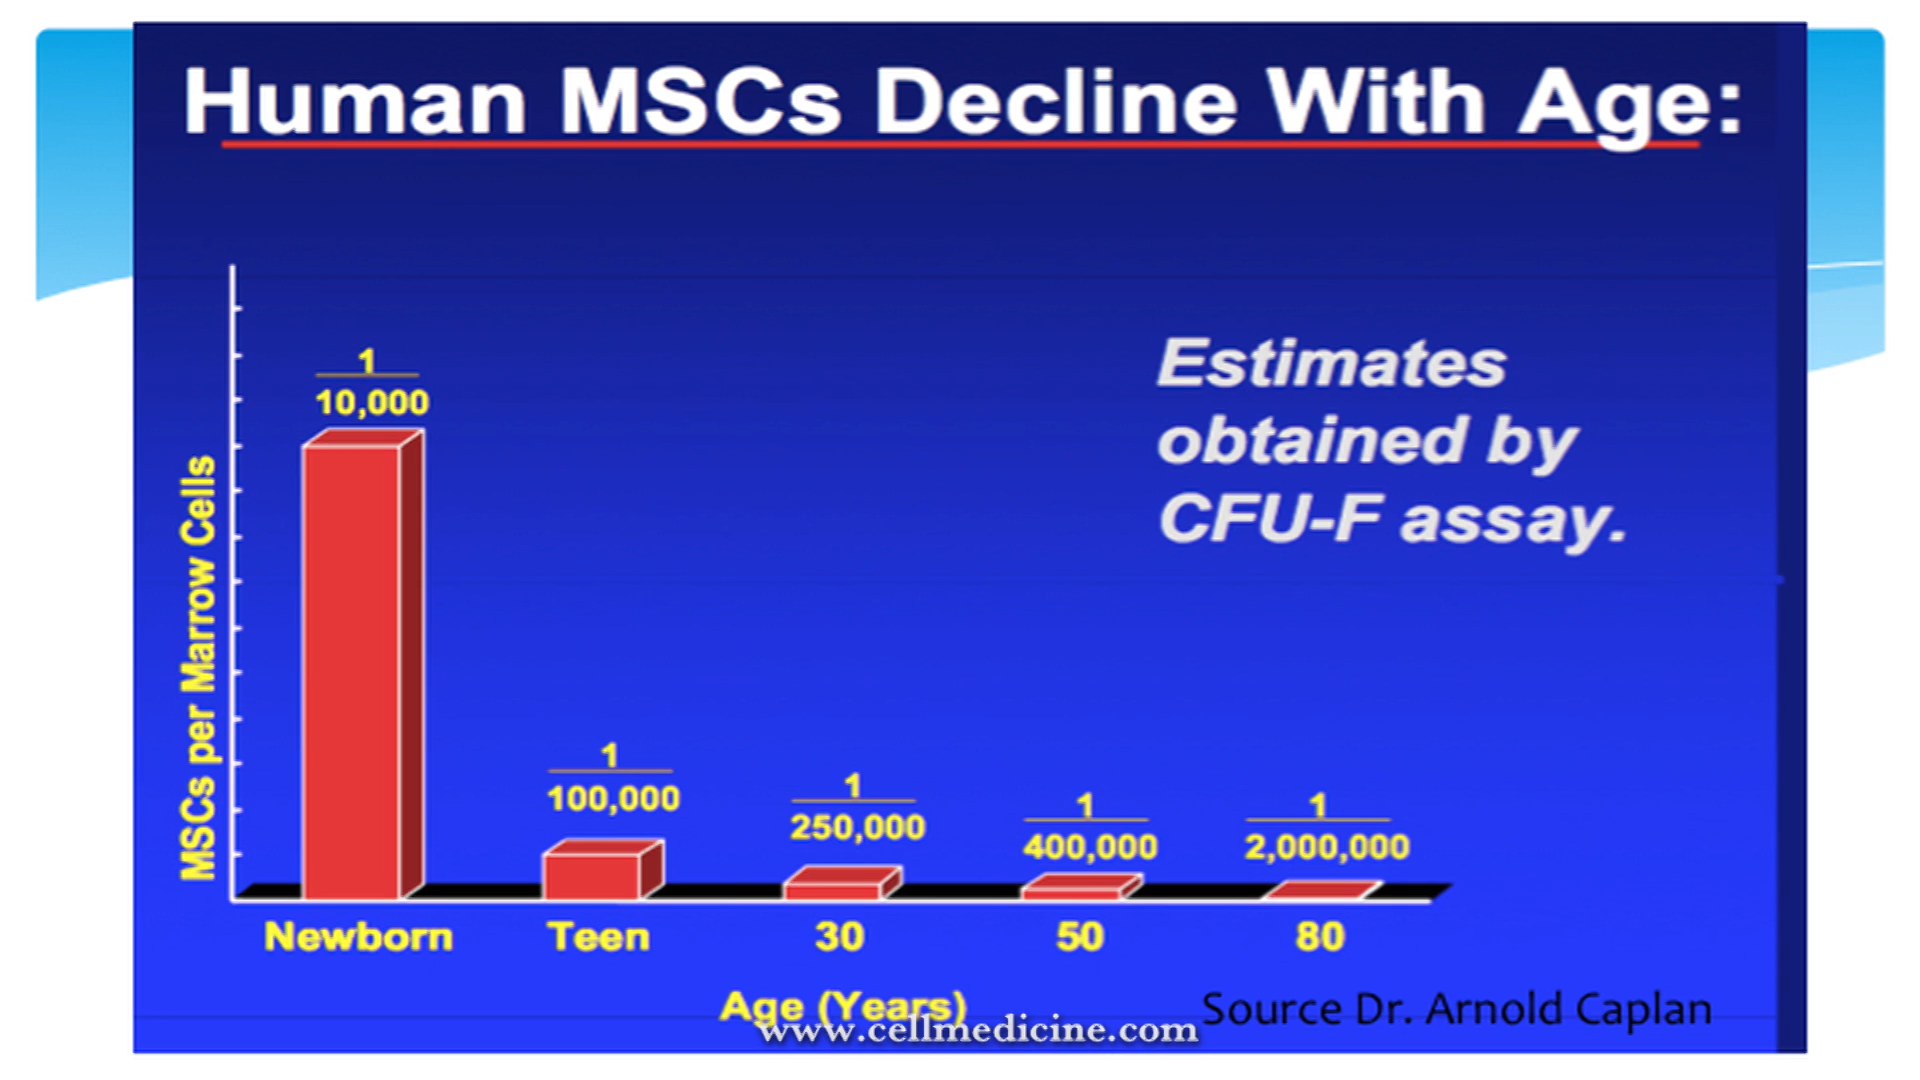 Human MSCs Decline With Age:
Estimates
obtained by
CFU-F assay.
MSCs per Marrow Cells
1
10,000
1
100,000
1
250,000
1
400,000
1
2,000,000
Newborn
Teen
30
50
80
Age (Years)
Source Dr. Arnold Caplan
www.cellmedicine.com